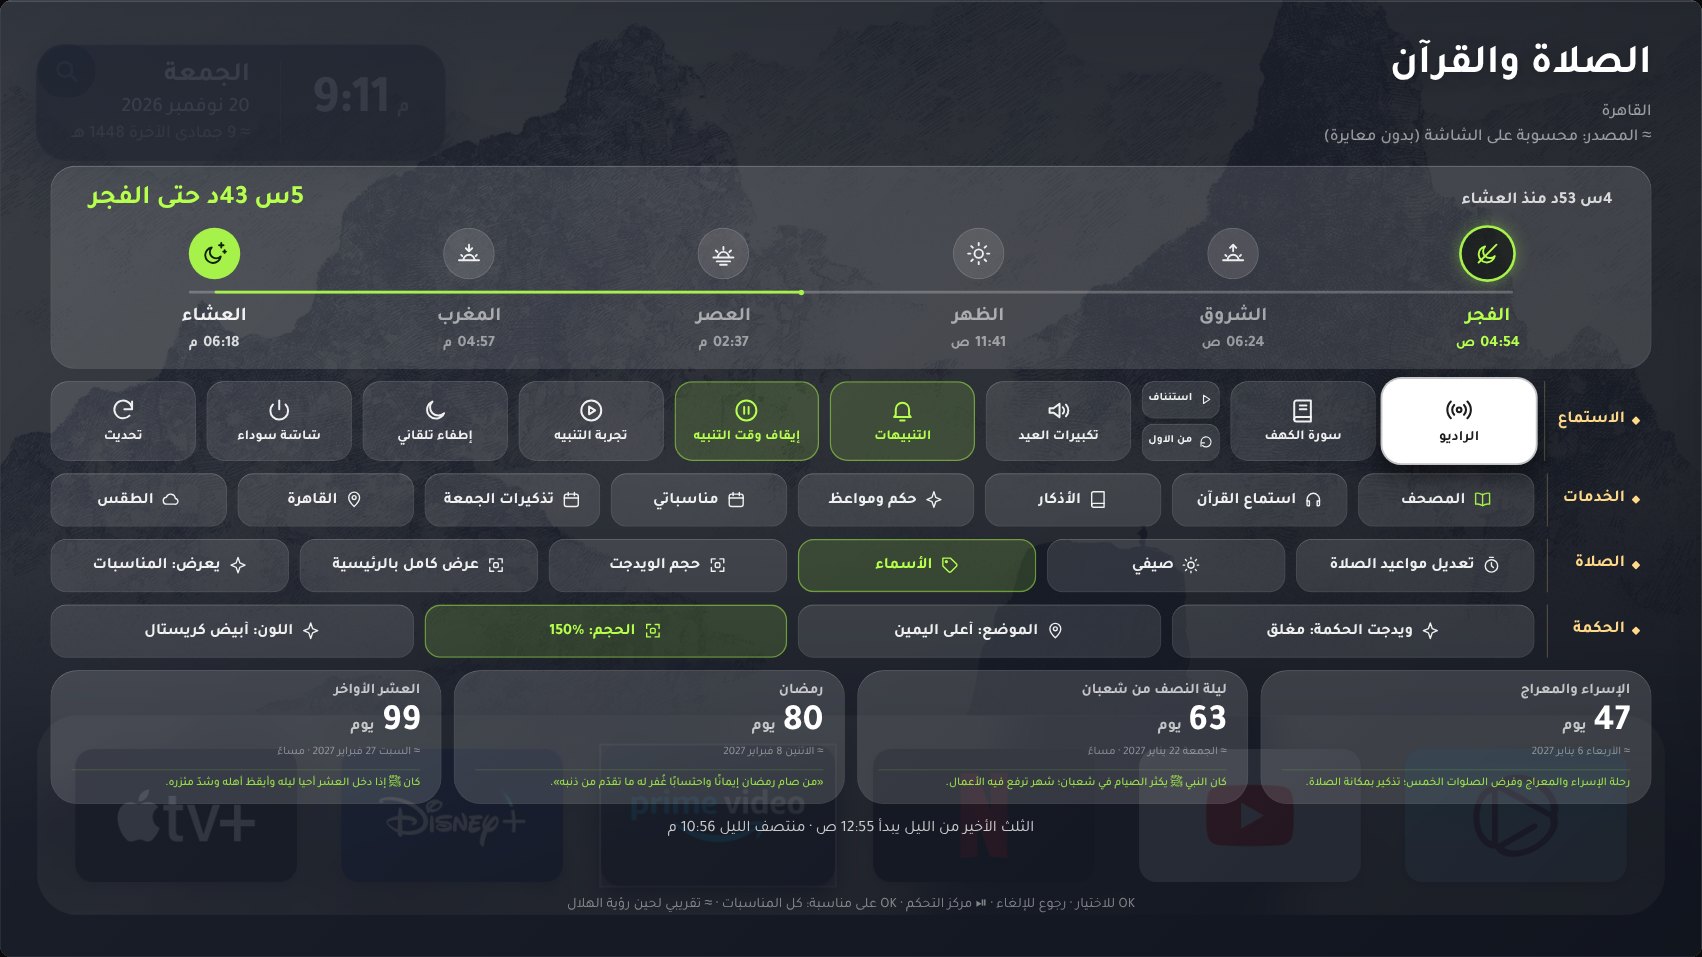 الصلاة والقرآن
القاهرة
≈ المصدر: محسوبة على الشاشة (بدون معايرة)
9:11 م
الجمعة
20 نوفمبر 2026
≈ 9 جمادى الآخرة 1448 هـ
4س 53د منذ العشاء
5س 43د حتى الفجر
الفجر
04:54 ص
الشروق
06:24 ص
الظهر
11:41 ص
العصر
02:37 م
المغرب
04:57 م
العشاء
06:18 م
الاستماع
الراديو
سورة الكهف
استئناف
من الاول
تكبيرات العيد
التنبيهات
إيقاف وقت التنبيه
تجربة التنبيه
إطفاء تلقائي
شاشة سوداء
تحديث
الخدمات
المصحف
استماع القرآن
الأذكار
حكم ومواعظ
مناسباتي
تذكيرات الجمعة
القاهرة
الطقس
الصلاة
تعديل مواعيد الصلاة
صيفي
الأسماء
حجم الويدجت
عرض كامل بالرئيسية
يعرض: المناسبات
الحكمة
ويدجت الحكمة: مغلق
الموضع: أعلى اليمين
الحجم: 150%
اللون: أبيض كريستال
الإسراء والمعراج
47 يوم
≈ الأربعاء 6 يناير 2027
رحلة الإسراء والمعراج وفرض الصلوات الخمس؛ تذكير بمكانة الصلاة.
ليلة النصف من شعبان
63 يوم
≈ الجمعة 22 يناير 2027 · مساءً
كان النبي ﷺ يكثر الصيام في شعبان؛ شهر ترفع فيه الأعمال.
رمضان
80 يوم
≈ الاثنين 8 فبراير 2027
«من صام رمضان إيمانًا واحتسابًا غُفر له ما تقدّم من ذنبه».
العشر الأواخر
99 يوم
≈ السبت 27 فبراير 2027 · مساءً
كان ﷺ إذا دخل العشر أحيا ليله وأيقظ أهله وشدّ مئزره.
tv+
Disney+
prime video
الثلث الأخير من الليل يبدأ 12:55 ص · منتصف الليل 10:56 م
OK للاختيار · رجوع للإلغاء · ⏯ مركز التحكم · OK على مناسبة: كل المناسبات · ≈ تقريبي لحين رؤية الهلال